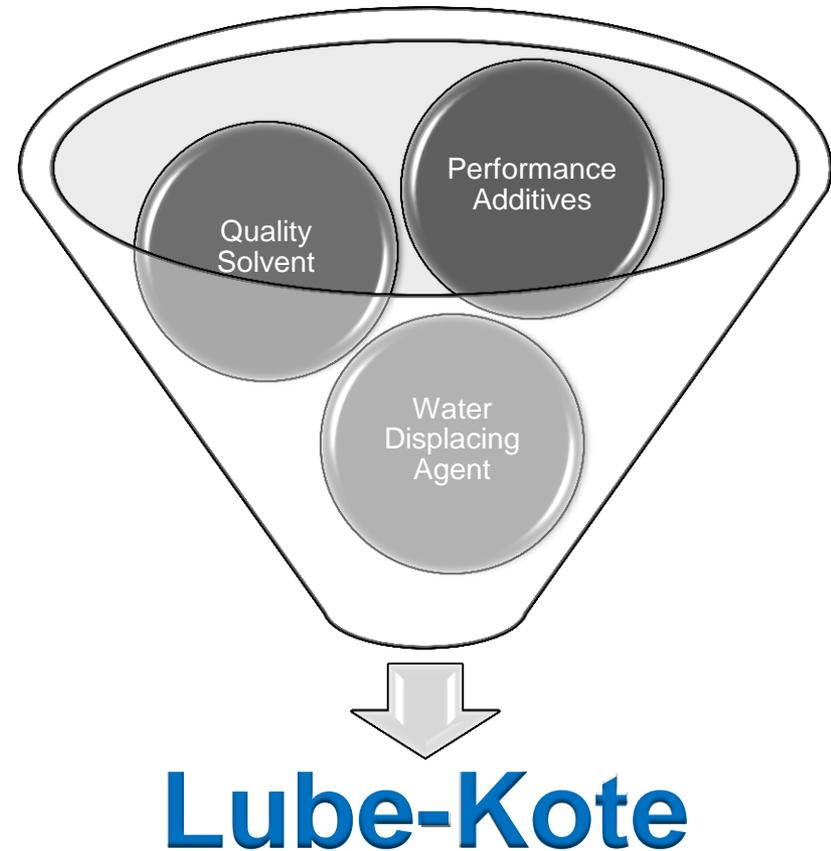 Performance
Additives
Quality
Solvent
Water
Displacing
Agent
Lube-Kote